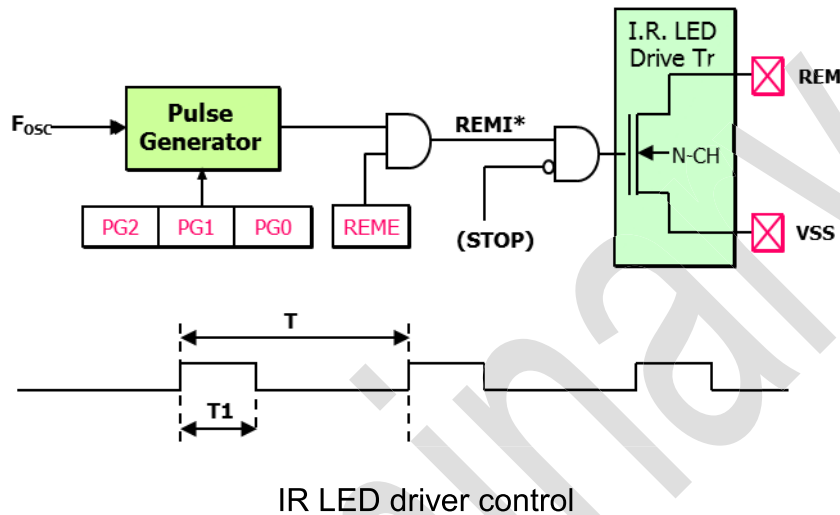 I.R. LED
Drive Tr
REM
Fosc
Pulse
Generator
REMI*
N-CH
PG2 PG1 PG0
REME
(STOP)
VSS
T
T1
IR LED driver control